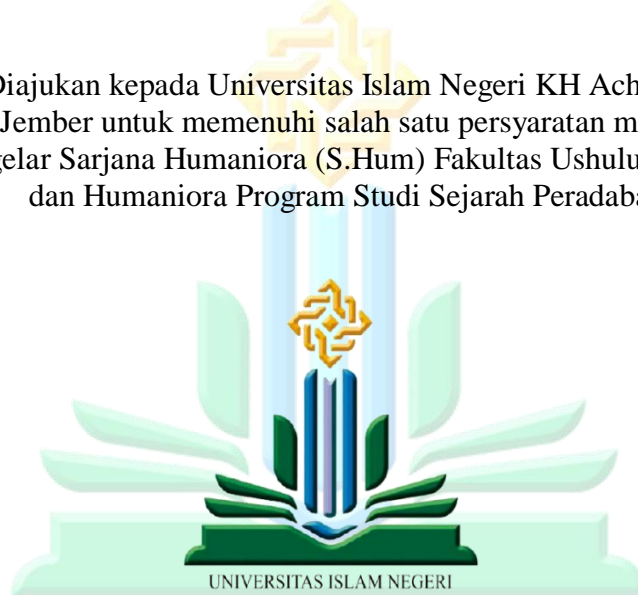 Diajukan kepada Universitas Islam Negeri KH Ach
Jember untuk memenuhi salah satu persyaratan m
gelar Sarjana Humaniora (S.Hum) Fakultas Ushulu
dan Humaniora Program Studi Sejarah Peradaba
UNIVERSITAS ISLAM NEGERI